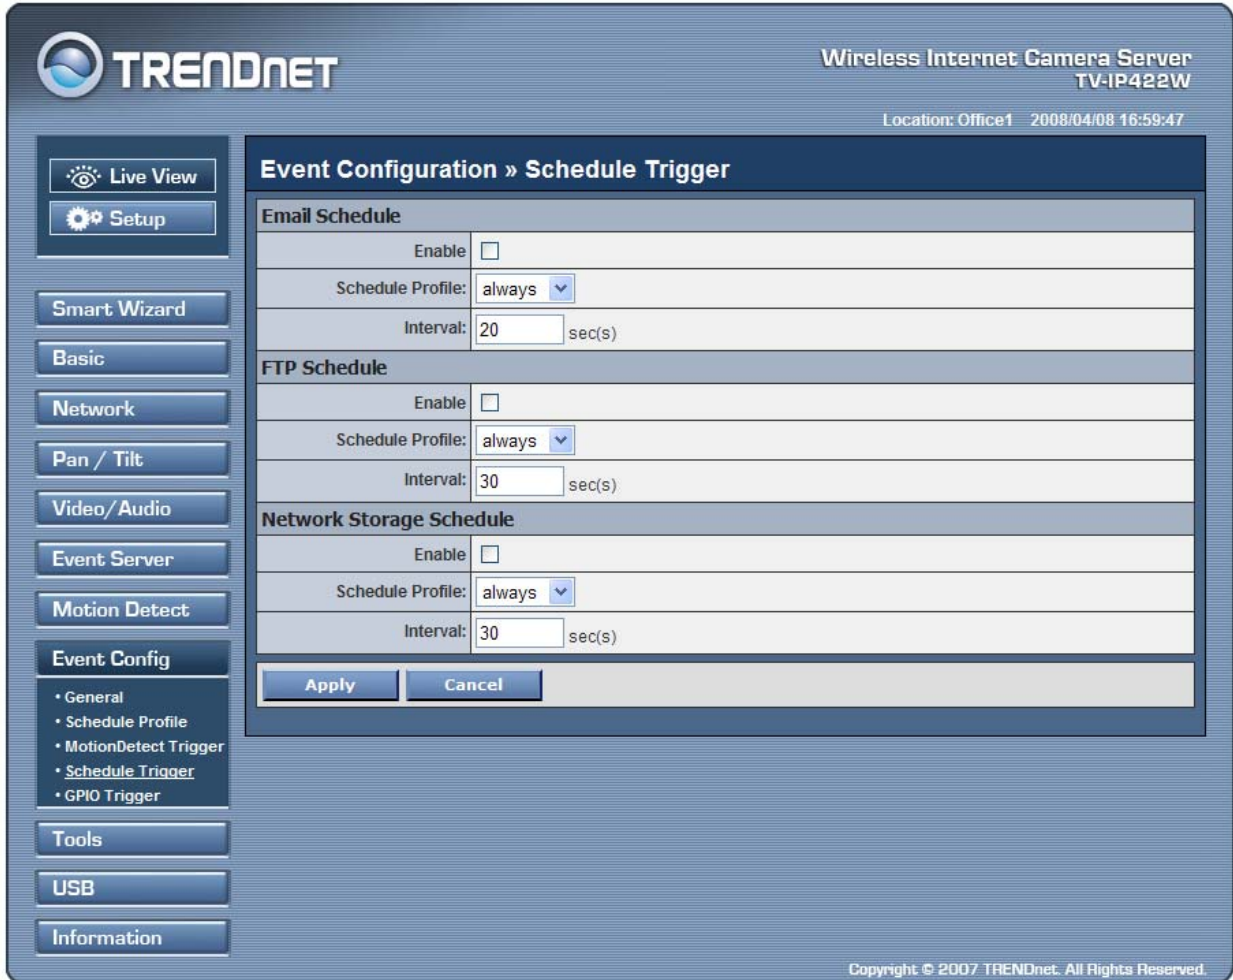 TRENDNET
Wireless Internet Camera Server
TV-IP422W
Location: Office1 2008/04/08 16:59:47
Live View
Setup
Smart Wizard
Basic
Network
Pan / Tilt
Video/Audio
Event Server
Motion Detect
Event Config
• General
• Schedule Profile
• MotionDetect Trigger
• Schedule Trigger
• GPIO Trigger
Tools
USB
Information
Event Configuration » Schedule Trigger
Email Schedule
Enable
Schedule Profile: always
Interval: 20 sec(s)
FTP Schedule
Enable
Schedule Profile: always
Interval: 30 sec(s)
Network Storage Schedule
Enable
Schedule Profile: always
Interval: 30 sec(s)
Apply Cancel
Copyright © 2007 TRENDnet. All Rights Reserved.